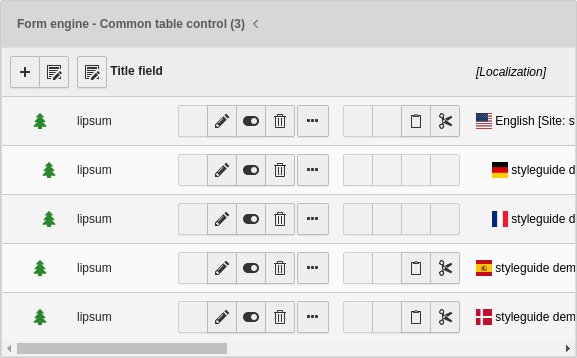 Form engine - Common table control (3)
Title field [Localization]
lipsum English [Site: s
lipsum styleguide d
lipsum styleguide d
lipsum styleguide dem
lipsum styleguide dem